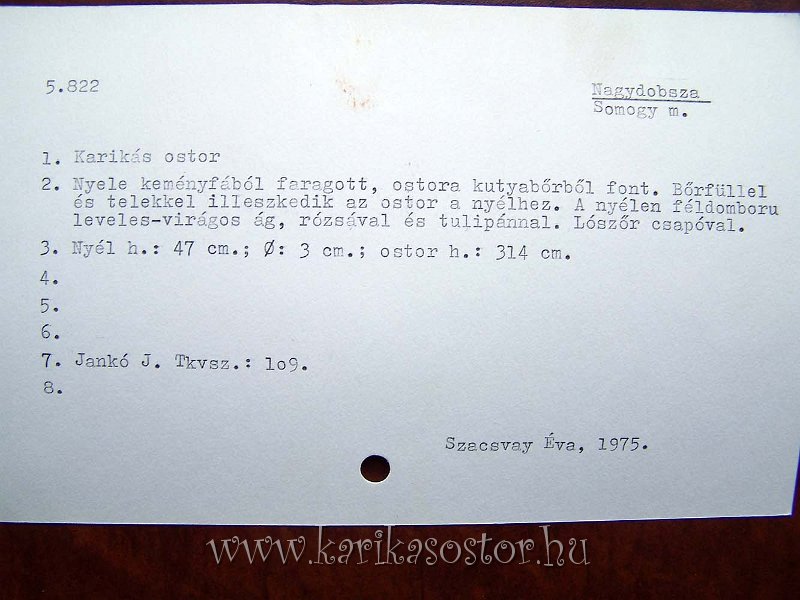 5.822
Nagydobsza
Somogy m.
1. Karikás ostor
2. Nyele keményfából faragott, ostora kutyabőrből font. Bőrfüllel
és telekkel illeszkedik az ostor a nyélhez. A nyélen féldomboru
leveles-virágos ág, rózsával és tulipánnal. Lószőr csapóval.
3. Nyél h.: 47 cm.; Ø: 3 cm.; ostor h.: 314 cm.
4.
5.
6.
7. Jankó J. Tkvsz.: lo9.
8.
Szacsvay Éva, 1975.
www.karikasostor.hu